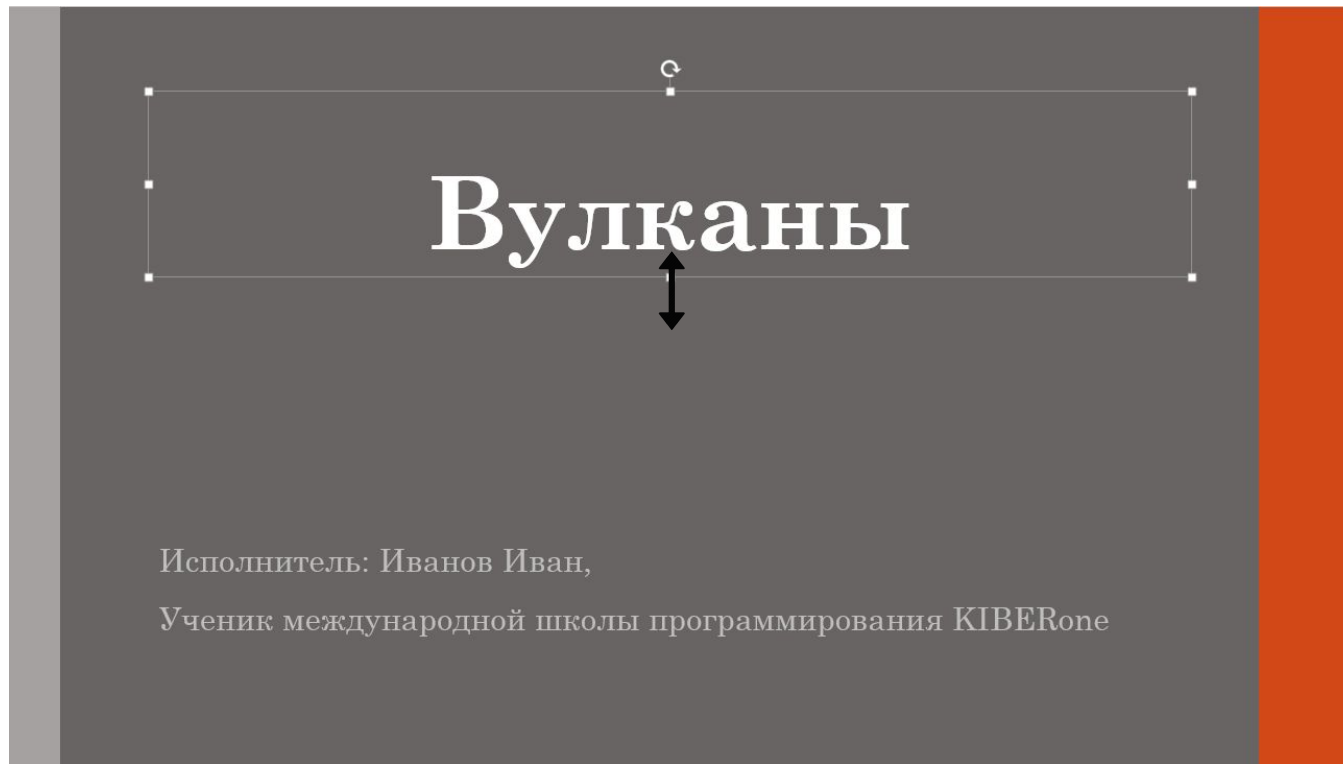 Вулканы
Исполнитель: Иванов Иван,
Ученик международной школы программирования KIBERone